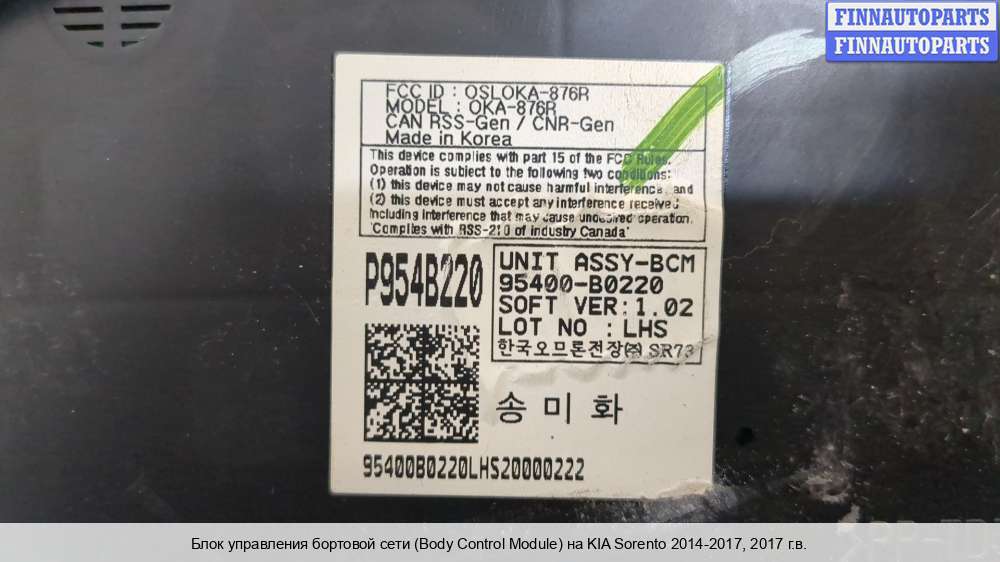 FINNAUTOPARTS
FINNAUTOPARTS
FCC ID : OSLOKA-876R
MODEL : OKA-876R
CAN RSS-Gen / CNR-Gen
Made in Korea
This device complies with part 15 of the FCC Rules.
Operation is subject to the following two conditions:
(1) this device may not cause harmful interference, and
(2) this device must accept any interference received,
including interference that may cause undesired operation.
'Complies with RSS-210 of Industry Canada'
P954B220
UNIT ASSY-BCM
95400-B0220
SOFT VER:1.02
LOT NO : LHS
한국오므론전장㈜ SR73
송 미 화
95400B0220LHS20000222
Блок управления бортовой сети (Body Control Module) на KIA Sorento 2014-2017, 2017 г.в.